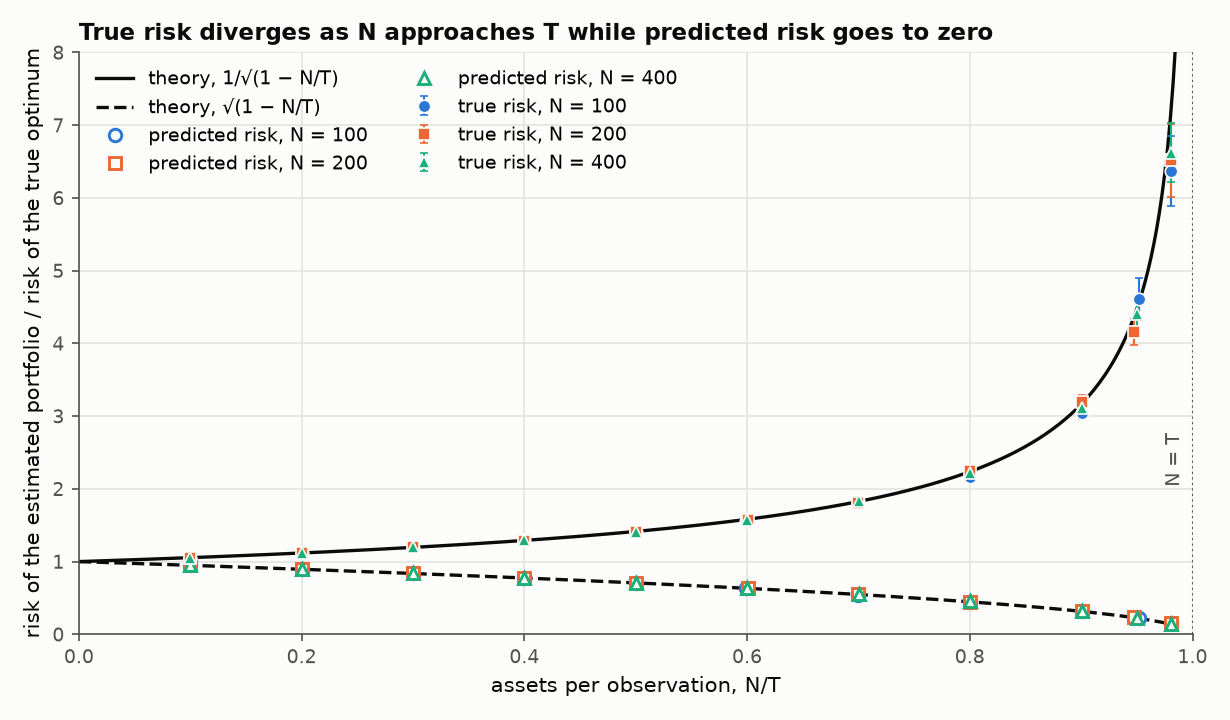 True risk diverges as N approaches T while predicted risk goes to zero
risk of the estimated portfolio / risk of the true optimum
8
7
6
5
4
3
2
1
0
theory, 1/√(1 − N/T)
theory, √(1 − N/T)
predicted risk, N = 100
predicted risk, N = 200
predicted risk, N = 400
true risk, N = 100
true risk, N = 200
true risk, N = 400
N = T
0.0
0.2
0.4
0.6
0.8
1.0
assets per observation, N/T